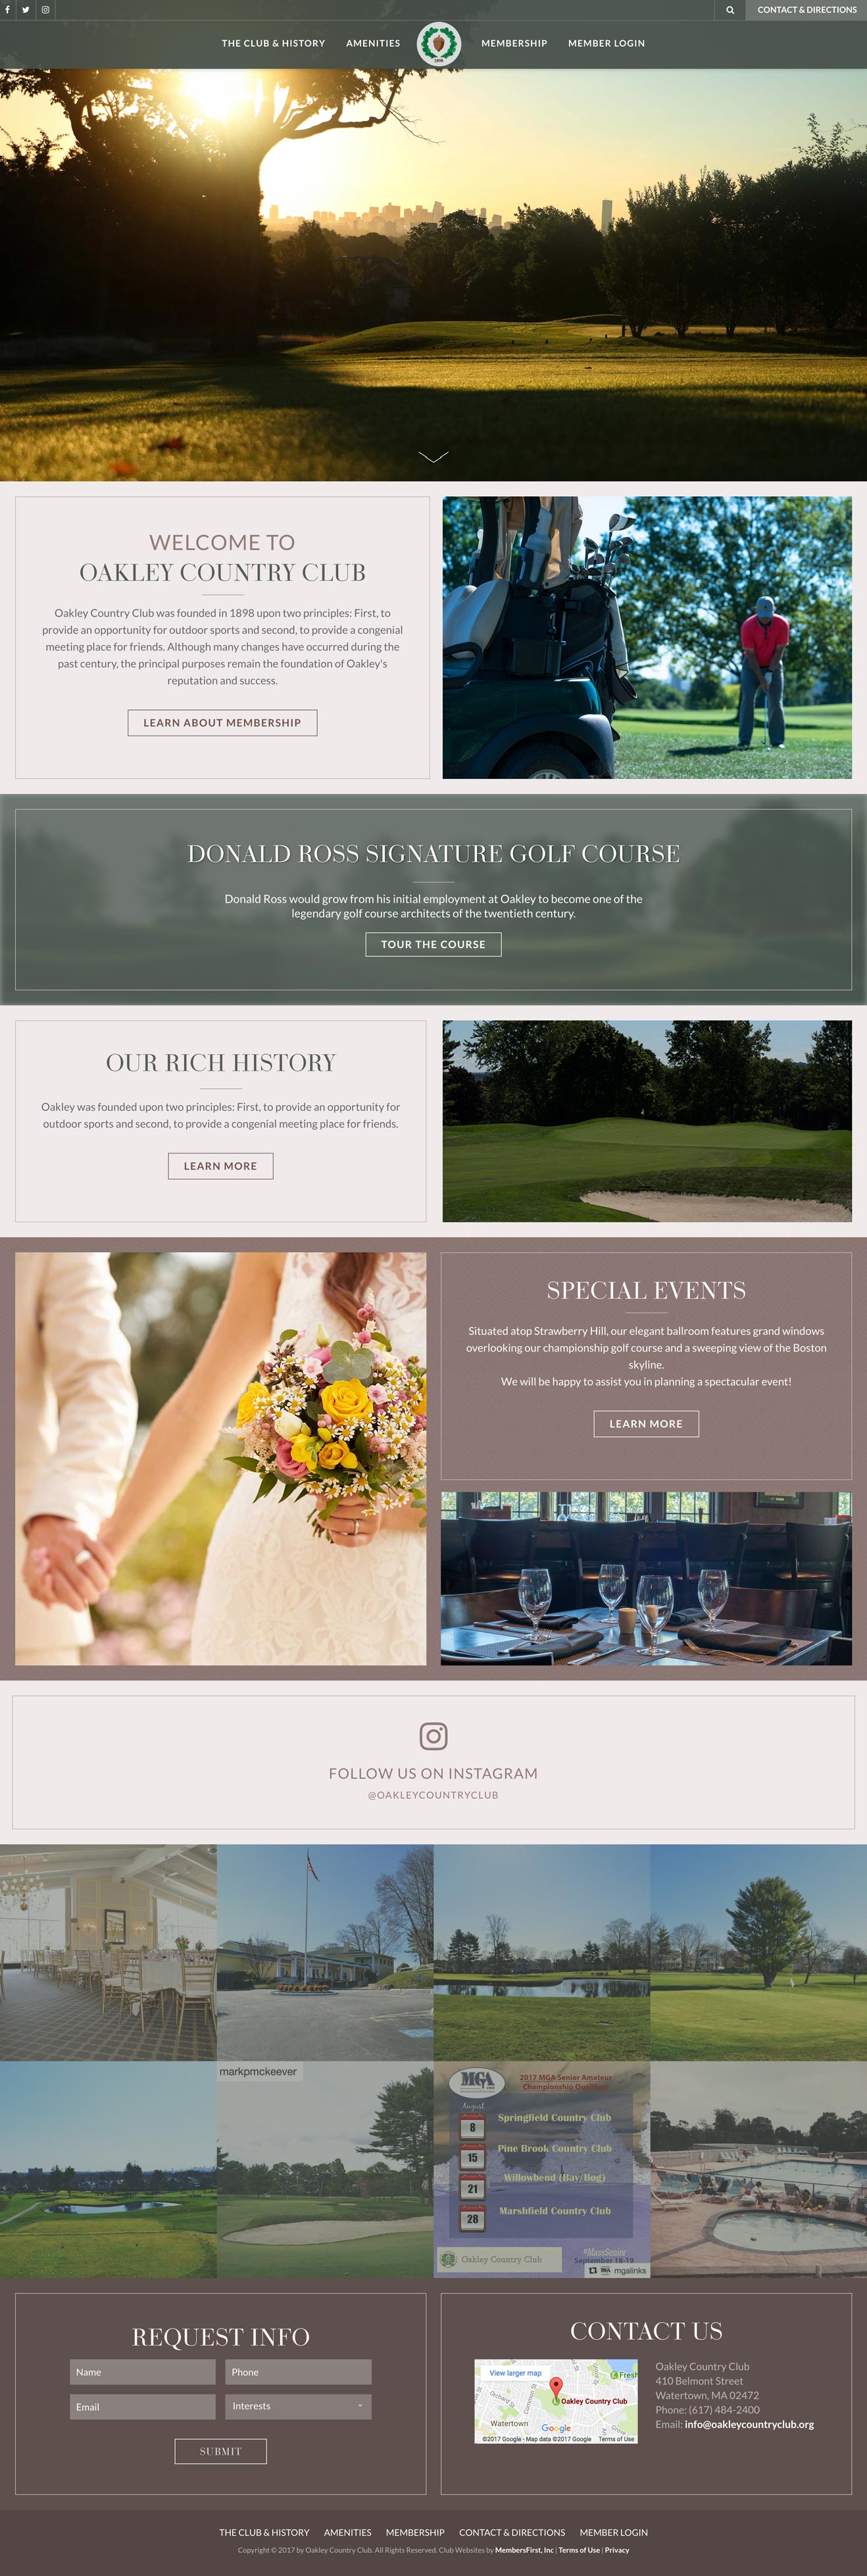 CONTACT & DIRECTIONS
THE CLUB & HISTORY
AMENITIES
1898
MEMBERSHIP
MEMBER LOGIN
WELCOME TO
OAKLEY COUNTRY CLUB
Oakley Country Club was founded in 1898 upon two principles: First, to
provide an opportunity for outdoor sports and second, to provide a congenial
meeting place for friends. Although many changes have occurred during the
past century, the principal purposes remain the foundation of Oakley's
reputation and success.
LEARN ABOUT MEMBERSHIP
DONALD ROSS SIGNATURE GOLF COURSE
Donald Ross would grow from his initial employment at Oakley to become one of the
legendary golf course architects of the twentieth century.
TOUR THE COURSE
OUR RICH HISTORY
Oakley was founded upon two principles: First, to provide an opportunity for
outdoor sports and second, to provide a congenial meeting place for friends.
LEARN MORE
SPECIAL EVENTS
Situated atop Strawberry Hill, our elegant ballroom features grand windows
overlooking our championship golf course and a sweeping view of the Boston
skyline.
We will be happy to assist you in planning a spectacular event!
LEARN MORE
FOLLOW US ON INSTAGRAM
@OAKLEYCOUNTRYCLUB
markpmckeever
MGA
2017 MGA Senior Amateur
Championship Qualifiers
August
8 Springfield Country Club
15 Pine Brook Country Club
21 Willowbend (Bay/Bog)
28 Marshfield Country Club
Oakley Country Club
#MassSenior
September 18-19
mgalinks
REQUEST INFO
Name
Phone
Email
Interests
SUBMIT
CONTACT US
View larger map
Fresh
Oakley Country Club
Watertown
Google
Grove
©2017 Google - Map data ©2017 Google Terms of Use
Oakley Country Club
410 Belmont Street
Watertown, MA 02472
Phone: (617) 484-2400
Email: info@oakleycountryclub.org
THE CLUB & HISTORY
AMENITIES
MEMBERSHIP
CONTACT & DIRECTIONS
MEMBER LOGIN
Copyright © 2017 by Oakley Country Club. All Rights Reserved. Club Websites by MembersFirst, Inc | Terms of Use | Privacy